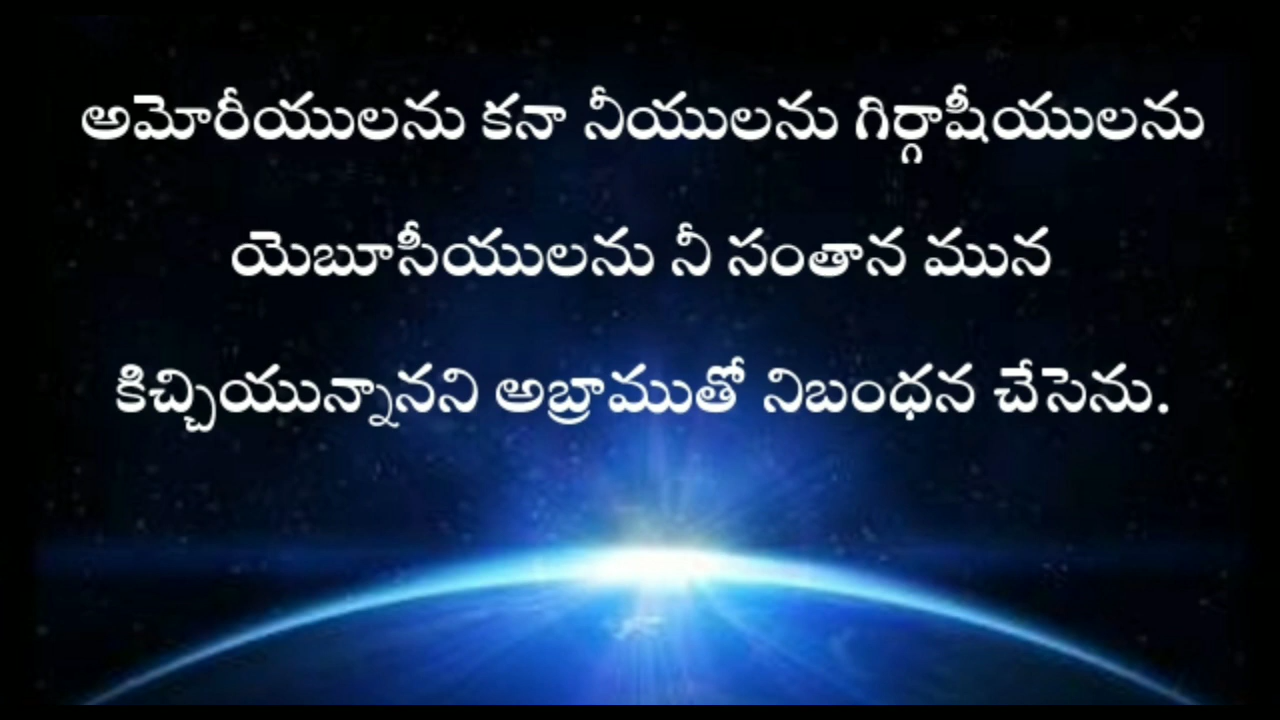 అమోరీయులను కనా నీయులను గిర్గాషీయులను
యెబూసీయులను నీ సంతాన మున
కిచ్చియున్నానని అబ్రాముతో నిబంధన చేసెను.